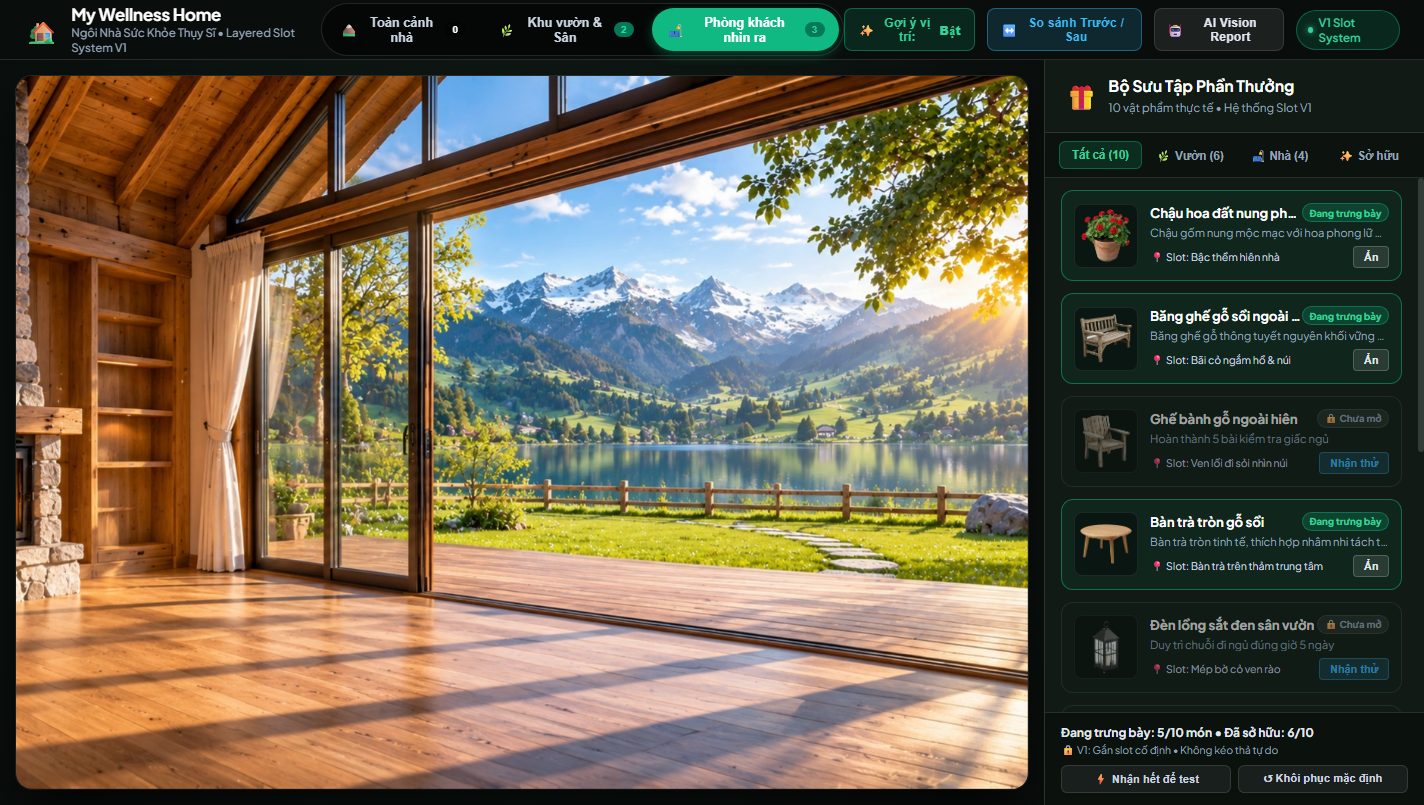 My Wellness Home
Ngôi Nhà Sức Khỏe Thụy Sĩ • Layered Slot
System V1
Toàn cảnh
nhà
0
Khu vườn &
Sân
2
Phòng khách
nhìn ra
3
Gợi ý vị
trí:
Bật
So sánh Trước /
Sau
AI Vision
Report
V1 Slot
System
Bộ Sưu Tập Phần Thưởng
10 vật phẩm thực tế • Hệ thống Slot V1
Tất cả (10)
Vườn (6)
Nhà (4)
Sở hữu
Chậu hoa đất nung ph...
Đang trưng bày
Chậu gốm nung mộc mạc với hoa phong lữ ...
Slot: Bậc thềm hiên nhà
Ẩn
Băng ghế gỗ sồi ngoài ...
Đang trưng bày
Băng ghế gỗ thông tuyết nguyên khối vững ...
Slot: Bãi cỏ ngắm hồ & núi
Ẩn
Ghế bành gỗ ngoài hiên
Chưa mở
Hoàn thành 5 bài kiểm tra giấc ngủ
Slot: Ven lối đi sỏi nhìn núi
Nhận thử
Bàn trà tròn gỗ sồi
Đang trưng bày
Bàn trà tròn tinh tế, thích hợp nhâm nhi tách t...
Slot: Bàn trà trên thảm trung tâm
Ẩn
Đèn lồng sắt đen sân vườn
Chưa mở
Duy trì chuỗi đi ngủ đúng giờ 5 ngày
Slot: Mép bờ cỏ ven rào
Nhận thử
Đang trưng bày: 5/10 món • Đã sở hữu: 6/10
V1: Gắn slot cố định • Không kéo thả tự do
Nhận hết để test
↺ Khôi phục mặc định